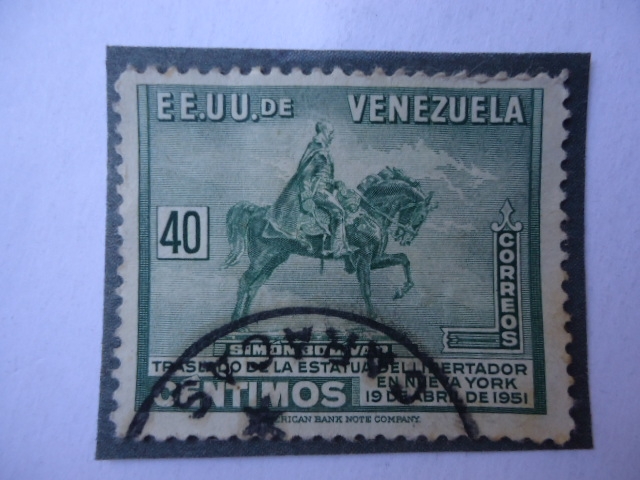 EE.UU. DE VENEZUELA
40
CORREOS
SIMON BOLIVAR
TRASLADO DE LA ESTATUA DEL LIBERTADOR
EN NUEVA YORK
CENTIMOS 19 DE ABRIL DE 1951
AMERICAN BANK NOTE COMPANY.